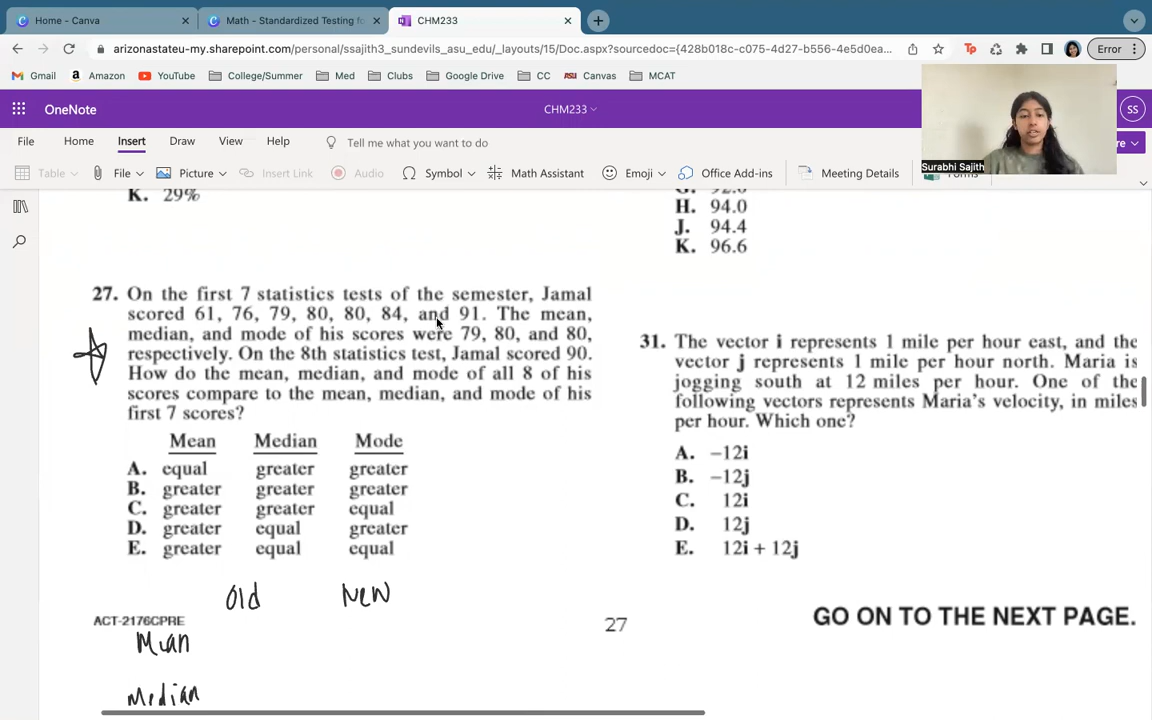 Home - Canva
Math - Standardized Testing fo
CHM233
arizonastateu-my.sharepoint.com/personal/ssajith3_sundevils_asu_edu/_layouts/15/Doc.aspx?sourcedoc={428b018c-c075-4d27-b556-4e5d0ea...
Error
Gmail
Amazon
YouTube
College/Summer
Med
Clubs
Google Drive
CC
ASU Canvas
MCAT
OneNote
CHM233
SS
File
Home
Insert
Draw
View
Help
Tell me what you want to do
Table
File
Picture
Insert Link
Audio
Symbol
Math Assistant
Emoji
Office Add-ins
Meeting Details
Surabhi Sajith
K. 29%
27. On the first 7 statistics tests of the semester, Jamal
scored 61, 76, 79, 80, 80, 84, and 91. The mean,
median, and mode of his scores were 79, 80, and 80,
respectively. On the 8th statistics test, Jamal scored 90.
How do the mean, median, and mode of all 8 of his
scores compare to the mean, median, and mode of his
first 7 scores?
Mean Median Mode
A. equal greater greater
B. greater greater greater
C. greater greater equal
D. greater equal greater
E. greater equal equal
Old New
ACT-2176CPRE
Mean
Median
27
H. 94.0
J. 94.4
K. 96.6
31. The vector i represents 1 mile per hour east, and the
vector j represents 1 mile per hour north. Maria is
jogging south at 12 miles per hour. One of the
following vectors represents Maria's velocity, in miles
per hour. Which one?
A. −12i
B. −12j
C. 12i
D. 12j
E. 12i + 12j
GO ON TO THE NEXT PAGE.